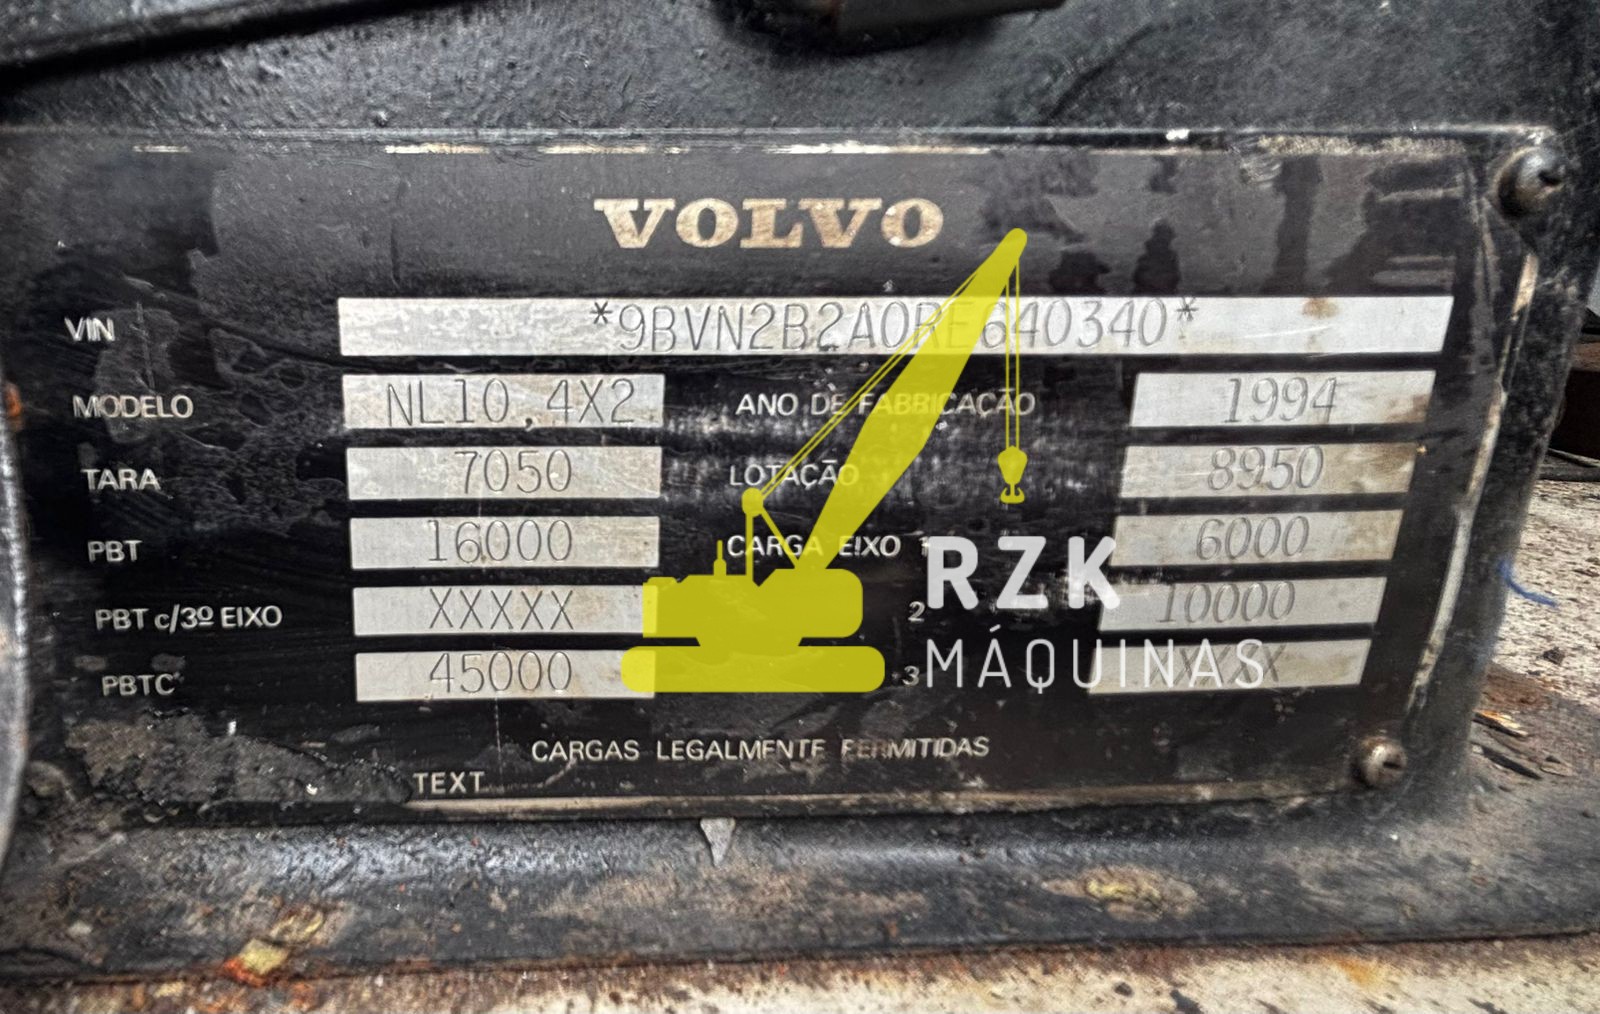 VOLVO
VIN *9BVN2B2A0RE640340*
MODELO NL10,4X2 ANO DE FABRICAÇÃO 1994
TARA 7050 LOTAÇÃO 8950
PBT 16000 CARGA EIXO 1 6000
PBT c/3º EIXO XXXXX 2 10000
PBTC 45000 3 XXXXX
CARGAS LEGALMENTE PERMITIDAS
TEXT
RZK
MÁQUINAS